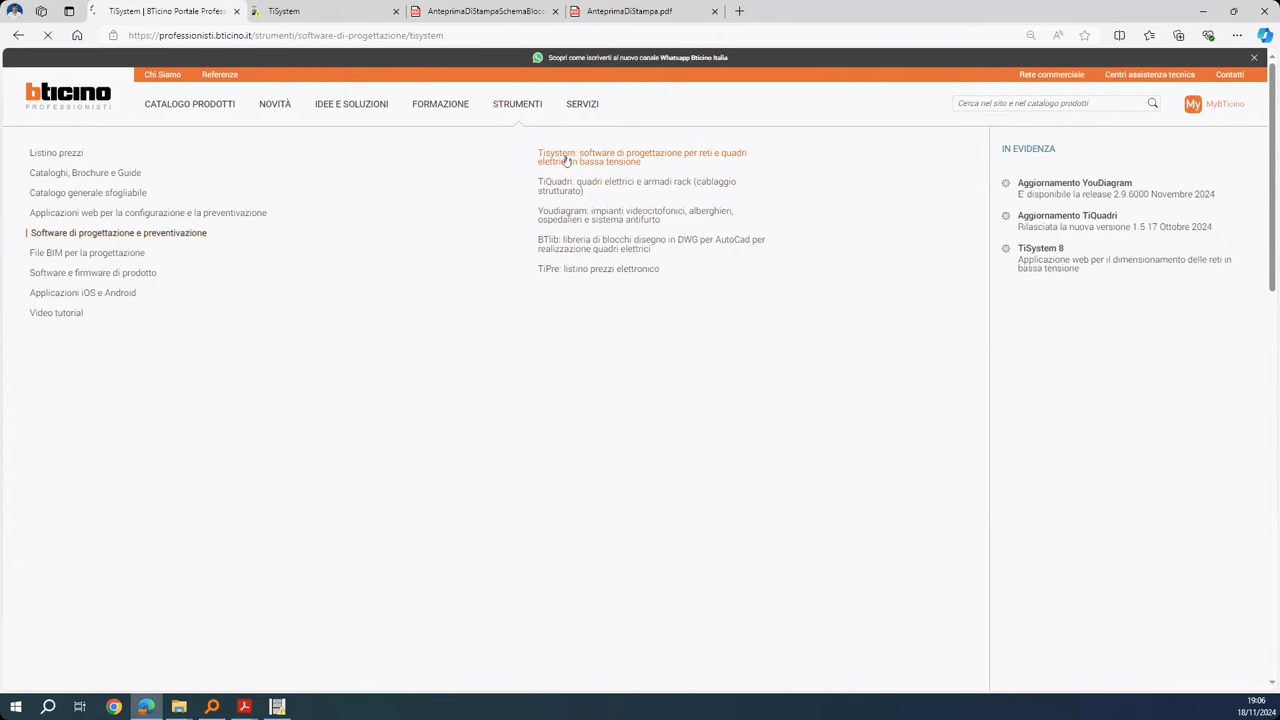 TiSystem | BTicino Professionis
TiSystem
AnteprimaDiStampaSchemaBlocc
AnteprimaDiStampa.pdf
https://professionisti.bticino.it/strumenti/software-di-progettazione/tisystem
Scopri come iscriverti al nuovo canale Whatsapp Bticino Italia
Chi Siamo
Referenze
Rete commerciale
Centri assistenza tecnica
Contatti
bticino
PROFESSIONISTI
CATALOGO PRODOTTI
NOVITÀ
IDEE E SOLUZIONI
FORMAZIONE
STRUMENTI
SERVIZI
Cerca nel sito e nel catalogo prodotti
My
MyBTicino
Listino prezzi
Cataloghi, Brochure e Guide
Catalogo generale sfogliabile
Applicazioni web per la configurazione e la preventivazione
Software di progettazione e preventivazione
File BIM per la progettazione
Software e firmware di prodotto
Applicazioni iOS e Android
Video tutorial
Tisystem: software di progettazione per reti e quadri
elettrici in bassa tensione
TiQuadri: quadri elettrici e armadi rack (cablaggio
strutturato)
Youdiagram: impianti videocitofonici, alberghieri,
ospedalieri e sistema antifurto
BTlib: libreria di blocchi disegno in DWG per AutoCad per
realizzazione quadri elettrici
TiPre: listino prezzi elettronico
IN EVIDENZA
Aggiornamento YouDiagram
E' disponibile la release 2.9.6000 Novembre 2024
Aggiornamento TiQuadri
Rilasciata la nuova versione 1.5.17 Ottobre 2024
TiSystem 8
Applicazione web per il dimensionamento delle reti in
bassa tensione
19:06
18/11/2024